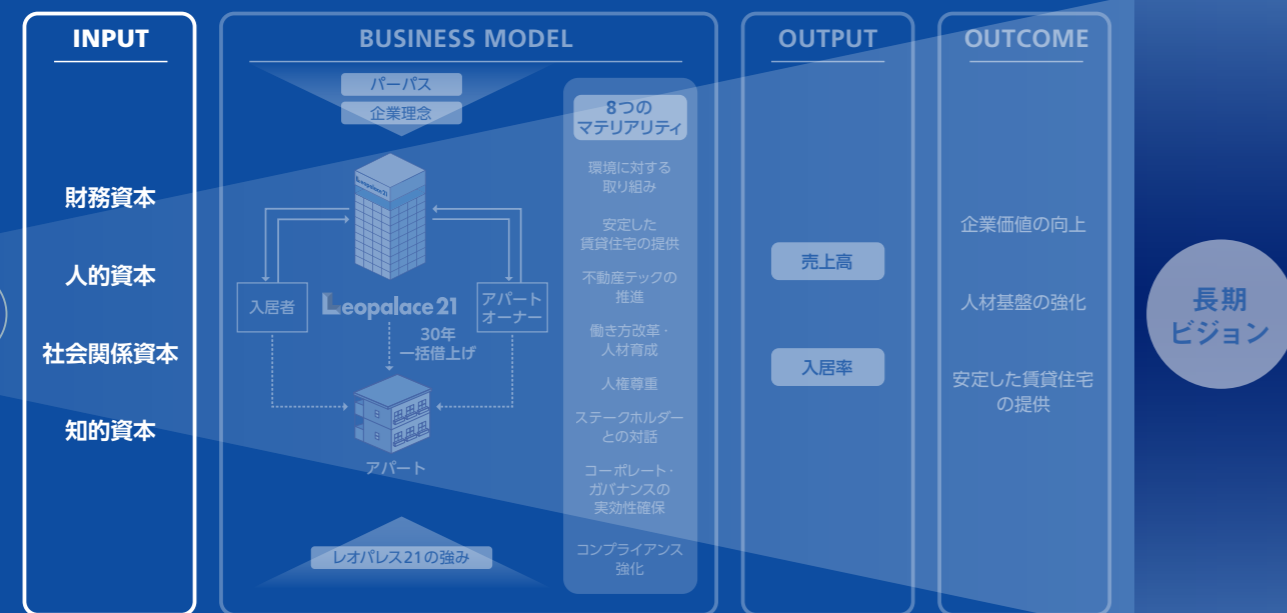 INPUT
財務資本
人的資本
社会関係資本
知的資本
BUSINESS MODEL
パーパス
企業理念
Leopalace21
入居者
Leopalace21
アパート
オーナー
30年
一括借上げ
アパート
レオパレス21の強み
8つの
マテリアリティ
環境に対する
取り組み
安定した
賃貸住宅の提供
不動産テックの
推進
働き方改革・
人材育成
人権尊重
ステークホルダー
との対話
コーポレート・
ガバナンスの
実効性確保
コンプライアンス
強化
OUTPUT
売上高
入居率
OUTCOME
企業価値の向上
人材基盤の強化
安定した賃貸住宅
の提供
長期
ビジョン